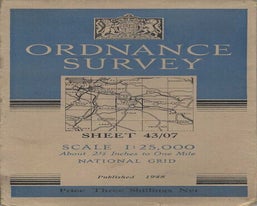 ORDNANCE
SURVEY
SHEET 43/07
SCALE 1:25,000
About 2½ Inches to One Mile
NATIONAL GRID
Published 1948
Price Three Shillings Net